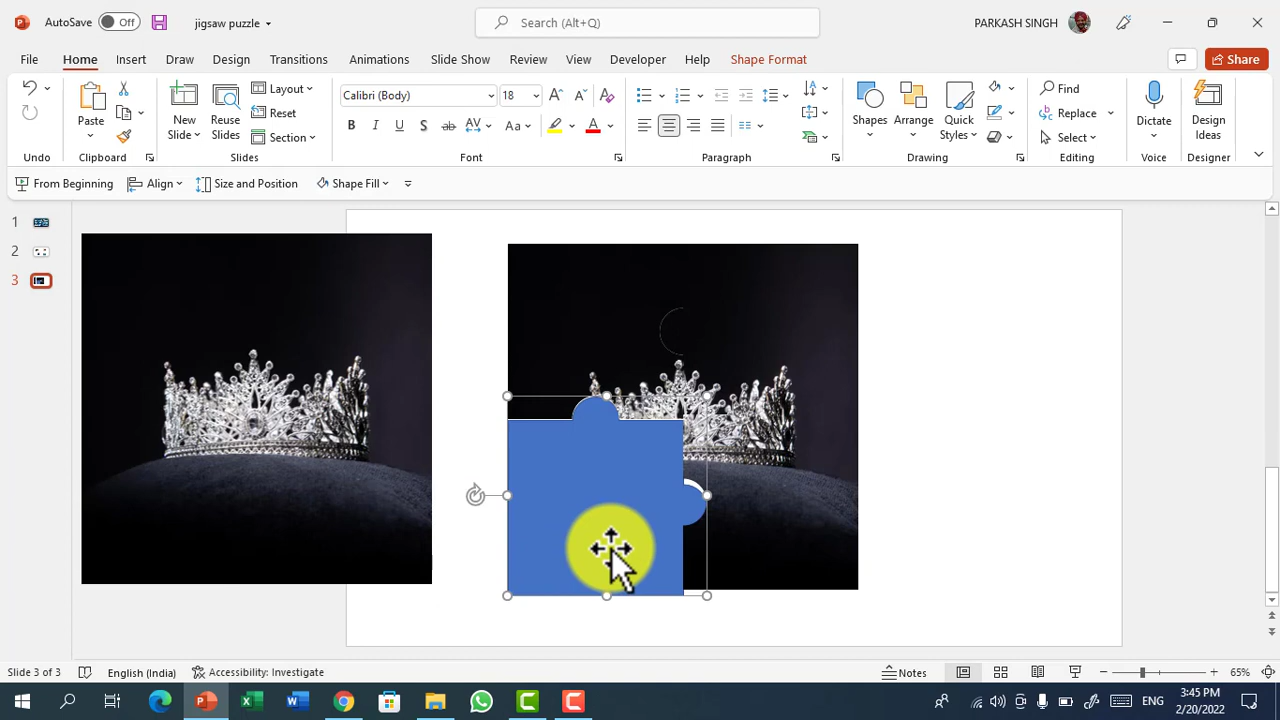 AutoSave Off jigsaw puzzle Search (Alt+Q) PARKASH SINGH
File Home Insert Draw Design Transitions Animations Slide Show Review View Developer Help Shape Format Share
Calibri (Body) 18
Paste New Slide Reuse Slides Layout Reset Section
Shapes Arrange Quick Styles Find Replace Select Dictate Design Ideas
Undo Clipboard Slides Font Paragraph Drawing Editing Voice Designer
From Beginning Align Size and Position Shape Fill
1
2
3
Slide 3 of 3 English (India) Accessibility: Investigate Notes 65%
ENG 3:45 PM
2/20/2022